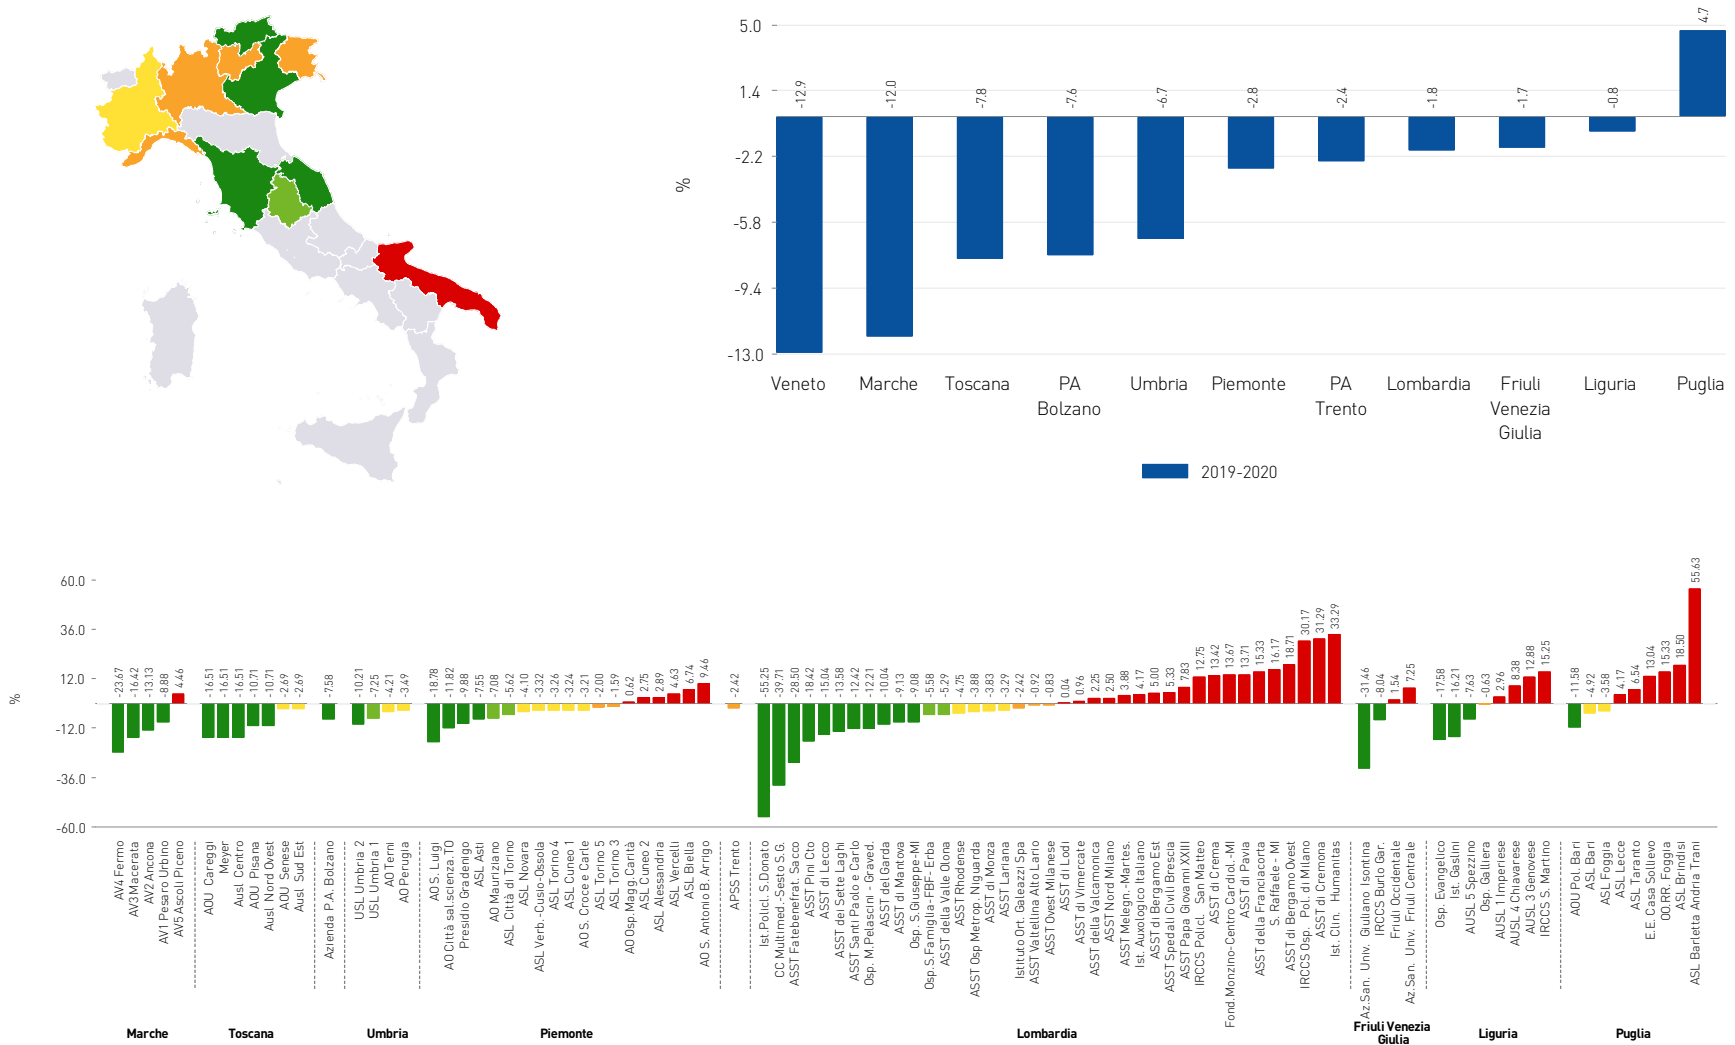 5.0
1.4
-2.2
-5.8
-9.4
-13.0
%
-12.9
-12.0
-7.8
-7.6
-6.7
-2.8
-2.4
-1.8
-1.7
-0.8
4.7
Veneto
Marche
Toscana
PA
Bolzano
Umbria
Piemonte
PA
Trento
Lombardia
Friuli
Venezia
Giulia
Liguria
Puglia
2019-2020
60.0
36.0
12.0
-12.0
-36.0
-60.0
%
-23.67
-16.42
-13.13
-8.88
4.46
-16.51
-16.51
-16.51
-10.71
-10.71
-2.69
-2.69
-7.58
-10.21
-7.25
-4.21
-3.49
-18.78
-11.82
-9.88
-7.55
-7.08
-5.62
-4.10
-3.32
-3.26
-3.24
-3.21
-2.00
-1.59
0.62
2.75
2.89
4.63
6.74
9.46
-2.42
-55.25
-39.71
-28.50
-18.42
-15.04
-13.58
-12.42
-12.21
-10.04
-9.13
-9.08
-5.58
-5.29
-4.75
-3.88
-3.83
-3.29
-2.42
-0.92
-0.83
0.04
0.96
2.25
2.50
3.88
4.17
5.00
5.33
7.83
12.75
13.42
13.67
13.71
15.33
16.17
18.71
30.17
31.29
33.29
-31.46
-8.04
1.54
7.25
-17.58
-16.21
-7.63
-0.63
2.96
8.38
12.88
15.25
-11.58
-4.92
-3.58
4.17
6.54
13.04
15.33
18.50
55.63
AV4 Fermo
AV3 Macerata
AV2 Ancona
AV1 Pesaro Urbino
AV5 Ascoli Piceno
AOU Careggi
Meyer
Ausl Centro
AOU Pisana
Ausl Nord Ovest
AOU Senese
Ausl Sud Est
Azienda P.A. Bolzano
USL Umbria 2
USL Umbria 1
AO Terni
AO Perugia
AO S. Luigi
AO Città sal.scienza.TO
Presidio Gradenigo
ASL Asti
AO Mauriziano
ASL Città di Torino
ASL Novara
ASL Verb.-Cusio-Ossola
ASL Torino 4
ASL Cuneo 1
AO S. Croce e Carle
ASL Torino 5
ASL Torino 3
AO Osp.Magg.Carità
ASL Cuneo 2
ASL Alessandria
ASL Vercelli
ASL Biella
AO S. Antonio B. Arrigo
APSS Trento
Ist.Policl. S.Donato
CC Multimed.-Sesto S.G.
ASST Fatebenefrat. Sacco
ASST Pini Cto
ASST di Lecco
ASST dei Sette Laghi
ASST Santi Paolo e Carlo
Osp. M.Pelascini - Graved.
ASST del Garda
ASST di Mantova
Osp. S.Giuseppe-MI
Osp.S.Famiglia-FBF- Erba
ASST della Valle Olona
ASST Rhodense
ASST Osp Metrop. Niguarda
ASST di Monza
ASST Lariana
Istituto Ort. Galeazzi Spa
ASST Valtellina Alto Lario
ASST Ovest Milanese
ASST di Lodi
ASST di Vimercate
ASST della Valcamonica
ASST Nord Milano
ASST Melegn.-Martes.
Ist. Auxologico Italiano
ASST di Bergamo Est
ASST Spedali Civili Brescia
ASST Papa Giovanni XXIII
IRCCS Policl. San Matteo
ASST di Crema
Fond.Monzino-Centro Cardiol.-MI
ASST di Pavia
ASST della Franciacorta
S. Raffaele - MI
ASST di Bergamo Ovest
IRCCS Osp. Pol. di Milano
ASST di Cremona
Ist. Clin. Humanitas
Az.San. Univ. Giuliano Isontina
IRCCS Burlo Gar.
Friuli Occidentale
Az.San. Univ. Friuli Centrale
Osp. Evangelico
Ist. Gaslini
AUSL 5 Spezzino
Osp. Galliera
AUSL 1 Imperiese
AUSL 4 Chiavarese
AUSL 3 Genovese
IRCCS S. Martino
AOU Pol. Bari
ASL Bari
ASL Foggia
ASL Lecce
ASL Taranto
E.E. Casa Sollievo
OO.RR. Foggia
ASL Brindisi
ASL Barletta Andria Trani
Marche
Toscana
Umbria
Piemonte
Lombardia
Friuli Venezia
Giulia
Liguria
Puglia